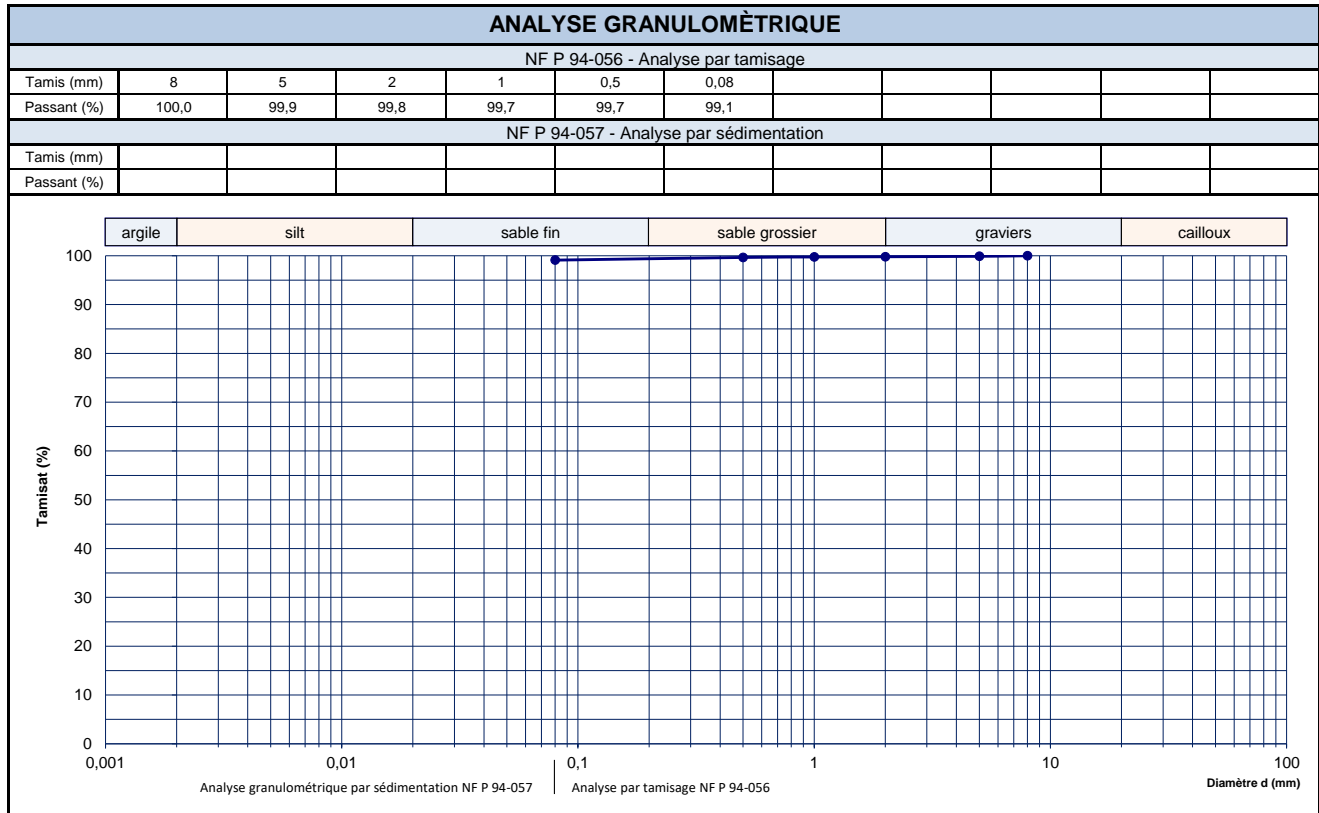 ANALYSE GRANULOMÈTRIQUE
NF P 94-056 - Analyse par tamisage
Tamis (mm) 8 5 2 1 0,5 0,08
Passant (%) 100,0 99,9 99,8 99,7 99,7 99,1
NF P 94-057 - Analyse par sédimentation
Tamis (mm)
Passant (%)
argile silt sable fin sable grossier graviers cailloux
100
90
80
70
60
50
40
30
20
10
0
Tamisat (%)
0,001 0,01 0,1 1 10 100
Analyse granulométrique par sédimentation NF P 94-057 Analyse par tamisage NF P 94-056 Diamètre d (mm)